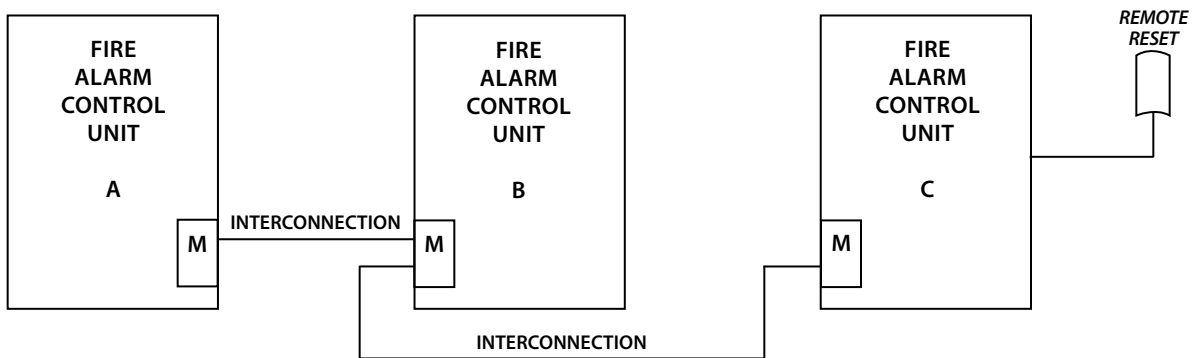 FIRE
ALARM
CONTROL
UNIT
A
M
INTERCONNECTION
FIRE
ALARM
CONTROL
UNIT
B
M
INTERCONNECTION
FIRE
ALARM
CONTROL
UNIT
C
M
REMOTE
RESET